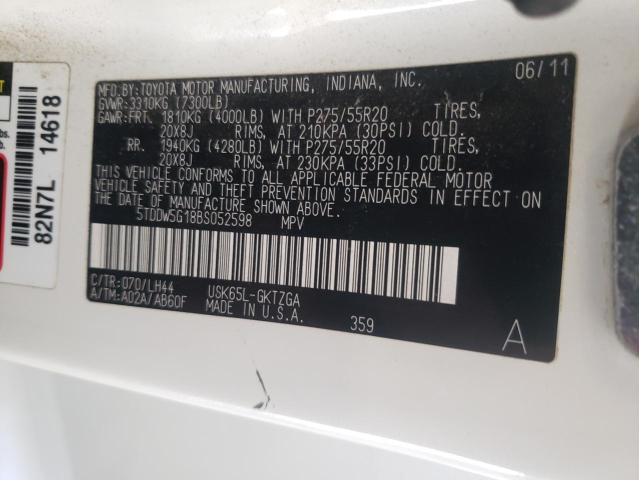 MFD.BY:TOYOTA MOTOR MANUFACTURING, INDIANA, INC. 06/11
GVWR:3310KG (7300LB)
GAWR:FRT. 1810KG (4000LB) WITH P275/55R20 TIRES,
20X8J RIMS, AT 210KPA (30PSI) COLD.
RR. 1940KG (4280LB) WITH P275/55R20 TIRES,
20X8J RIMS, AT 230KPA (33PSI) COLD.
THIS VEHICLE CONFORMS TO ALL APPLICABLE FEDERAL MOTOR
VEHICLE SAFETY AND THEFT PREVENTION STANDARDS IN EFFECT ON
THE DATE OF MANUFACTURE SHOWN ABOVE.
5TDDW5G18BS052598 MPV
C/TR:070/LH44 USK65L-GKTZGA
A/TM:A02A/AB60F MADE IN U.S.A.
359
A
82N7L 14618